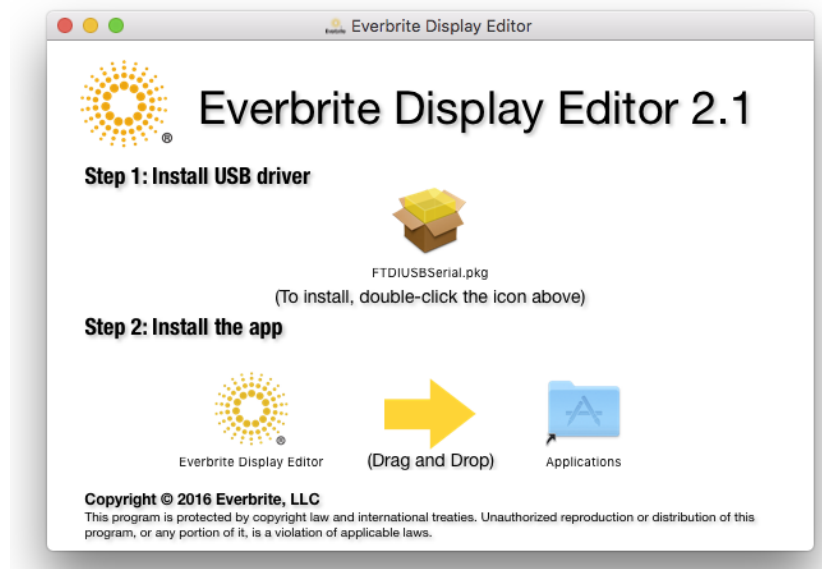 Everbrite Display Editor
Everbrite Display Editor 2.1
®
Step 1: Install USB driver
FTDIUSBSerial.pkg
(To install, double-click the icon above)
Step 2: Install the app
®
Everbrite Display Editor
(Drag and Drop)
Applications
Copyright © 2016 Everbrite, LLC
This program is protected by copyright law and international treaties. Unauthorized reproduction or distribution of this
program, or any portion of it, is a violation of applicable laws.